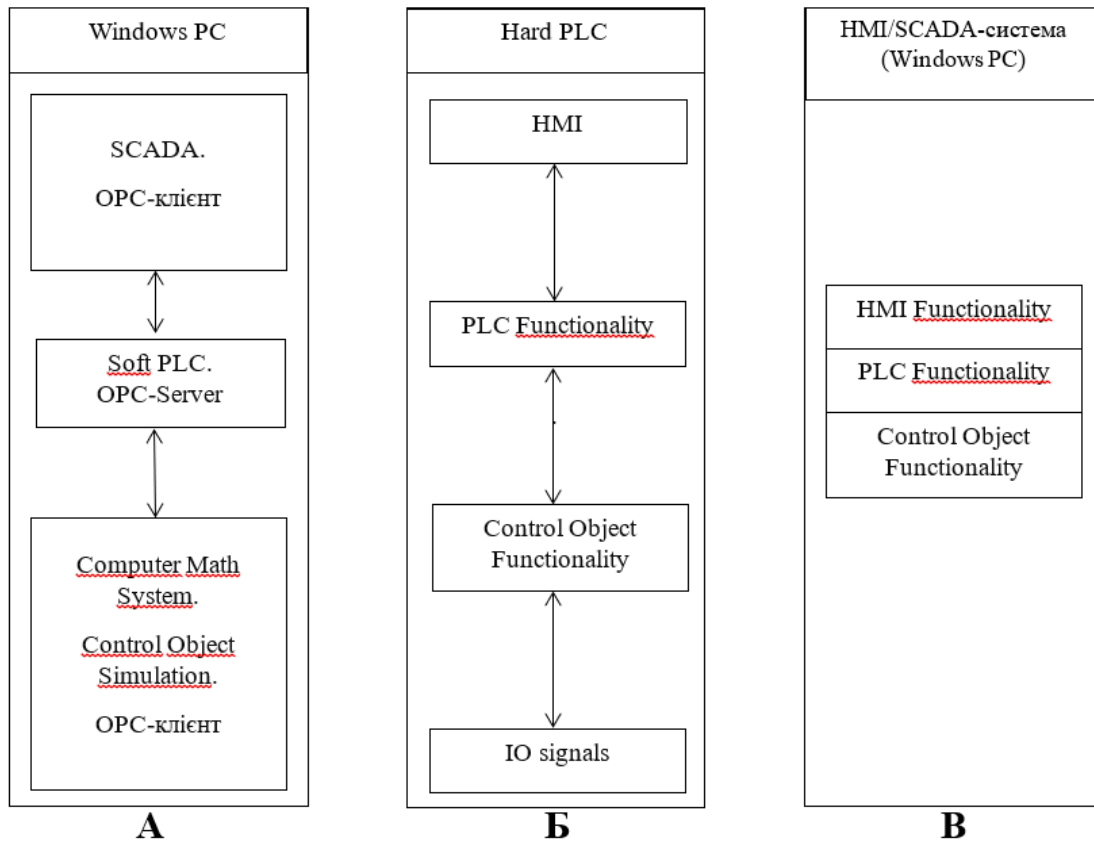 Windows PC
SCADA.
OPC-клієнт
Soft PLC.
OPC-Server
Computer Math
System.
Control Object
Simulation.
OPC-клієнт
А
Hard PLC
HMI
PLC Functionality
Control Object
Functionality
IO signals
Б
HMI/SCADA-система
(Windows PC)
HMI Functionality
PLC Functionality
Control Object
Functionality
В